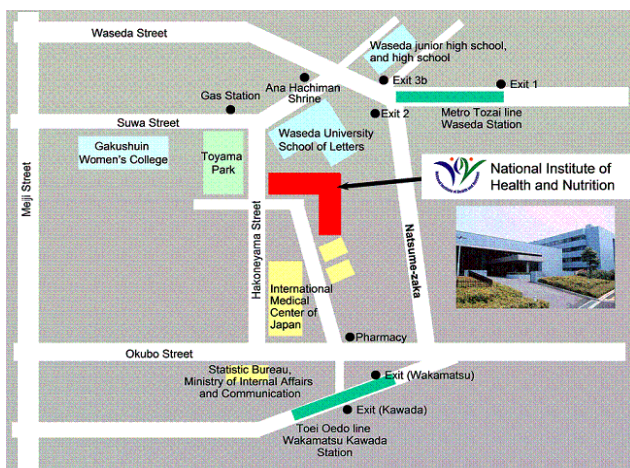 Waseda Street
Waseda junior high school,
and high school
Exit 3b
Exit 1
Ana Hachiman
Shrine
Gas Station
Exit 2
Metro Tozai line
Waseda Station
Suwa Street
Waseda University
School of Letters
Gakushuin
Women's College
Toyama
Park
National Institute of
Health and Nutrition
Meiji Street
Hakoneyama Street
Natsume-zaka
International
Medical
Center of
Japan
Pharmacy
Okubo Street
Statistic Bureau,
Ministry of Internal Affairs
and Communication
Exit (Wakamatsu)
Exit (Kawada)
Toei Oedo line
Wakamatsu Kawada
Station